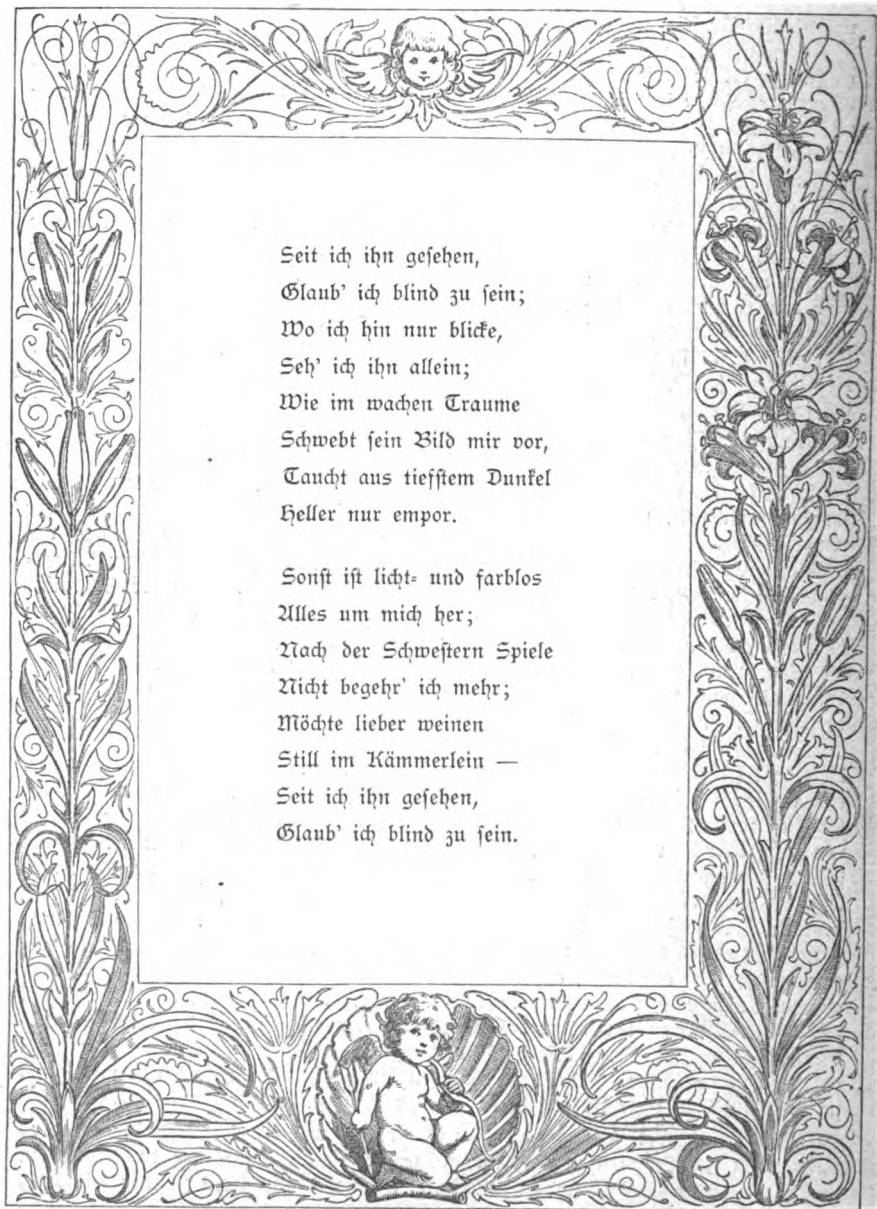 Seit ich ihn gesehen,
Glaub' ich blind zu sein;
Wo ich hin nur blicke,
Seh' ich ihn allein;
Wie im wachen Traume
Schwebt sein Bild mir vor,
Taucht aus tiefstem Dunkel
Heller nur empor.

Sonst ist licht- und farblos
Alles um mich her;
Nach der Schwestern Spiele
Nicht begehr' ich mehr;
Möchte lieber weinen
Still im Kämmerlein —
Seit ich ihn gesehen,
Glaub' ich blind zu sein.